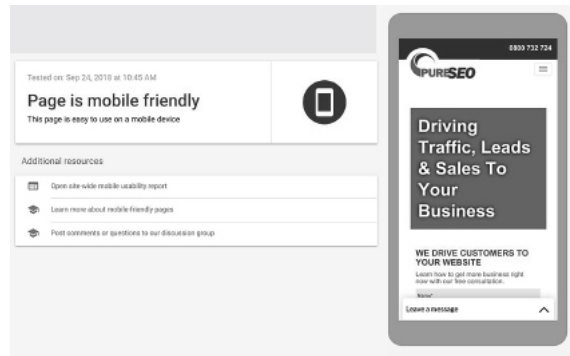 Tested on: Sep 24, 2018 at 10:45 AM
Page is mobile friendly
This page is easy to use on a mobile device
Additional resources
Open site-wide mobile usability report
Learn more about mobile-friendly pages
Post comments or questions to our discussion group
0800 732 724
PURESEO
Driving
Traffic, Leads
& Sales To
Your
Business
WE DRIVE CUSTOMERS TO
YOUR WEBSITE
Learn how to get more business right
now with our free consultation.
Leave a message